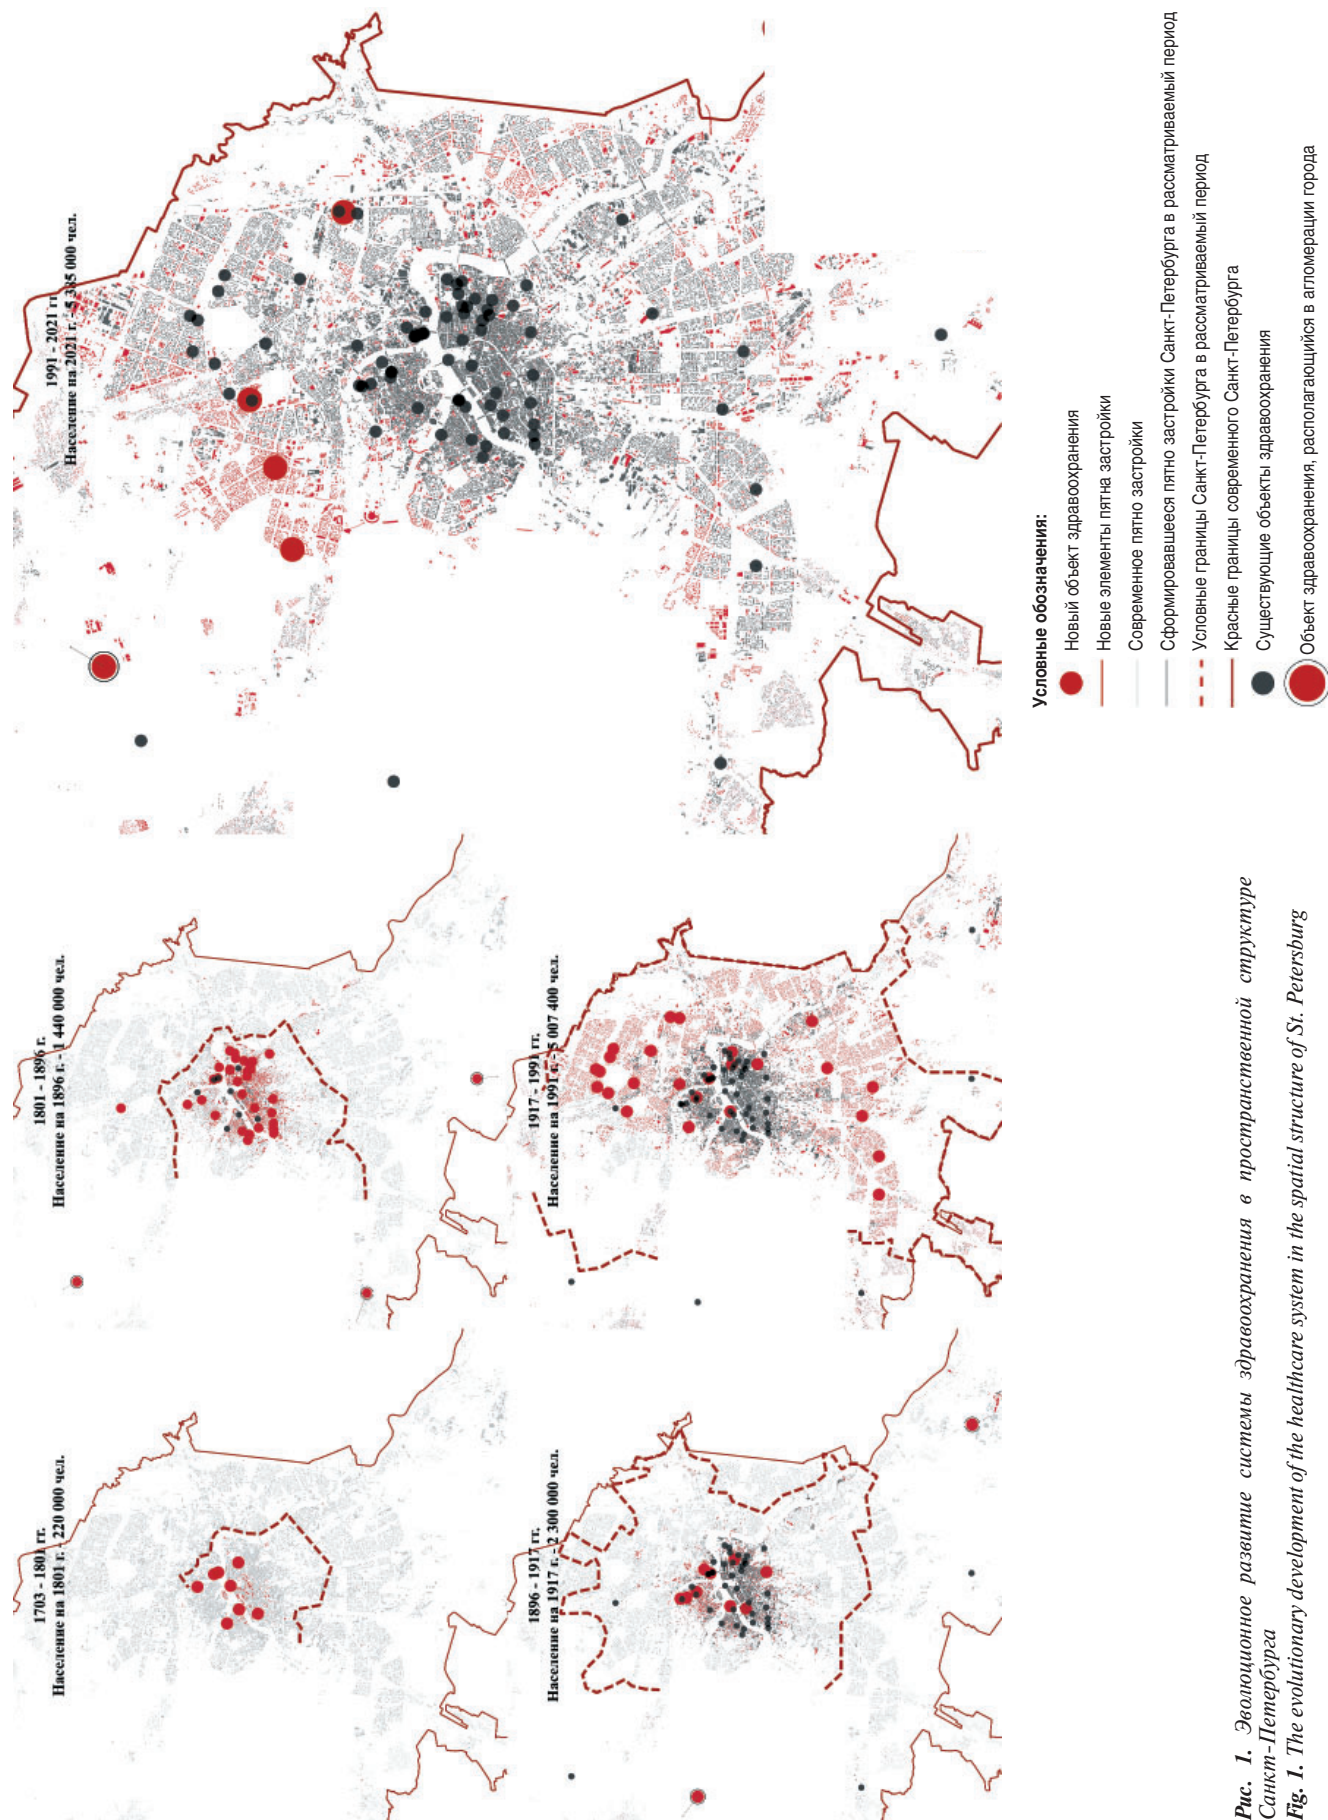 1703 - 1801 гг.
Население на 1801 г. - 220 000 чел.
1801 - 1896 г.
Население на 1896 г. - 1 440 000 чел.
1896 - 1917 гг.
Население на 1917 г. - 2 300 000 чел.
1917 - 1991 гг.
Население на 1991 г. - 5 007 400 чел.
1991 - 2021 гг
Население на 2021 г. - 5 385 000 чел.
Условные обозначения:
Новый объект здравоохранения
Новые элементы пятна застройки
Современное пятно застройки
Сформировавшееся пятно застройки Санкт-Петербурга в рассматриваемый период
Условные границы Санкт-Петербурга в рассматриваемый период
Красные границы современного Санкт-Петербурга
Существующие объекты здравоохранения
Объект здравоохранения, располагающийся в агломерации города
Рис. 1. Эволюционное развитие системы здравоохранения в пространственной структуре
Санкт-Петербурга
Fig. 1. The evolutionary development of the healthcare system in the spatial structure of St. Petersburg